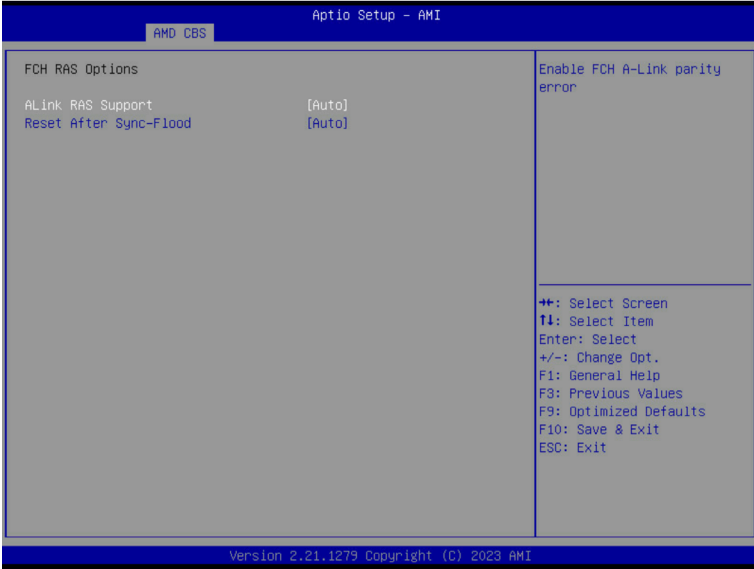 Aptio Setup - AMI
AMD CBS
FCH RAS Options
ALink RAS Support [Auto]
Reset After Sync-Flood [Auto]
Enable FCH A-Link parity
error
→←: Select Screen
↑↓: Select Item
Enter: Select
+/-: Change Opt.
F1: General Help
F3: Previous Values
F9: Optimized Defaults
F10: Save & Exit
ESC: Exit
Version 2.21.1279 Copyright (C) 2023 AMI